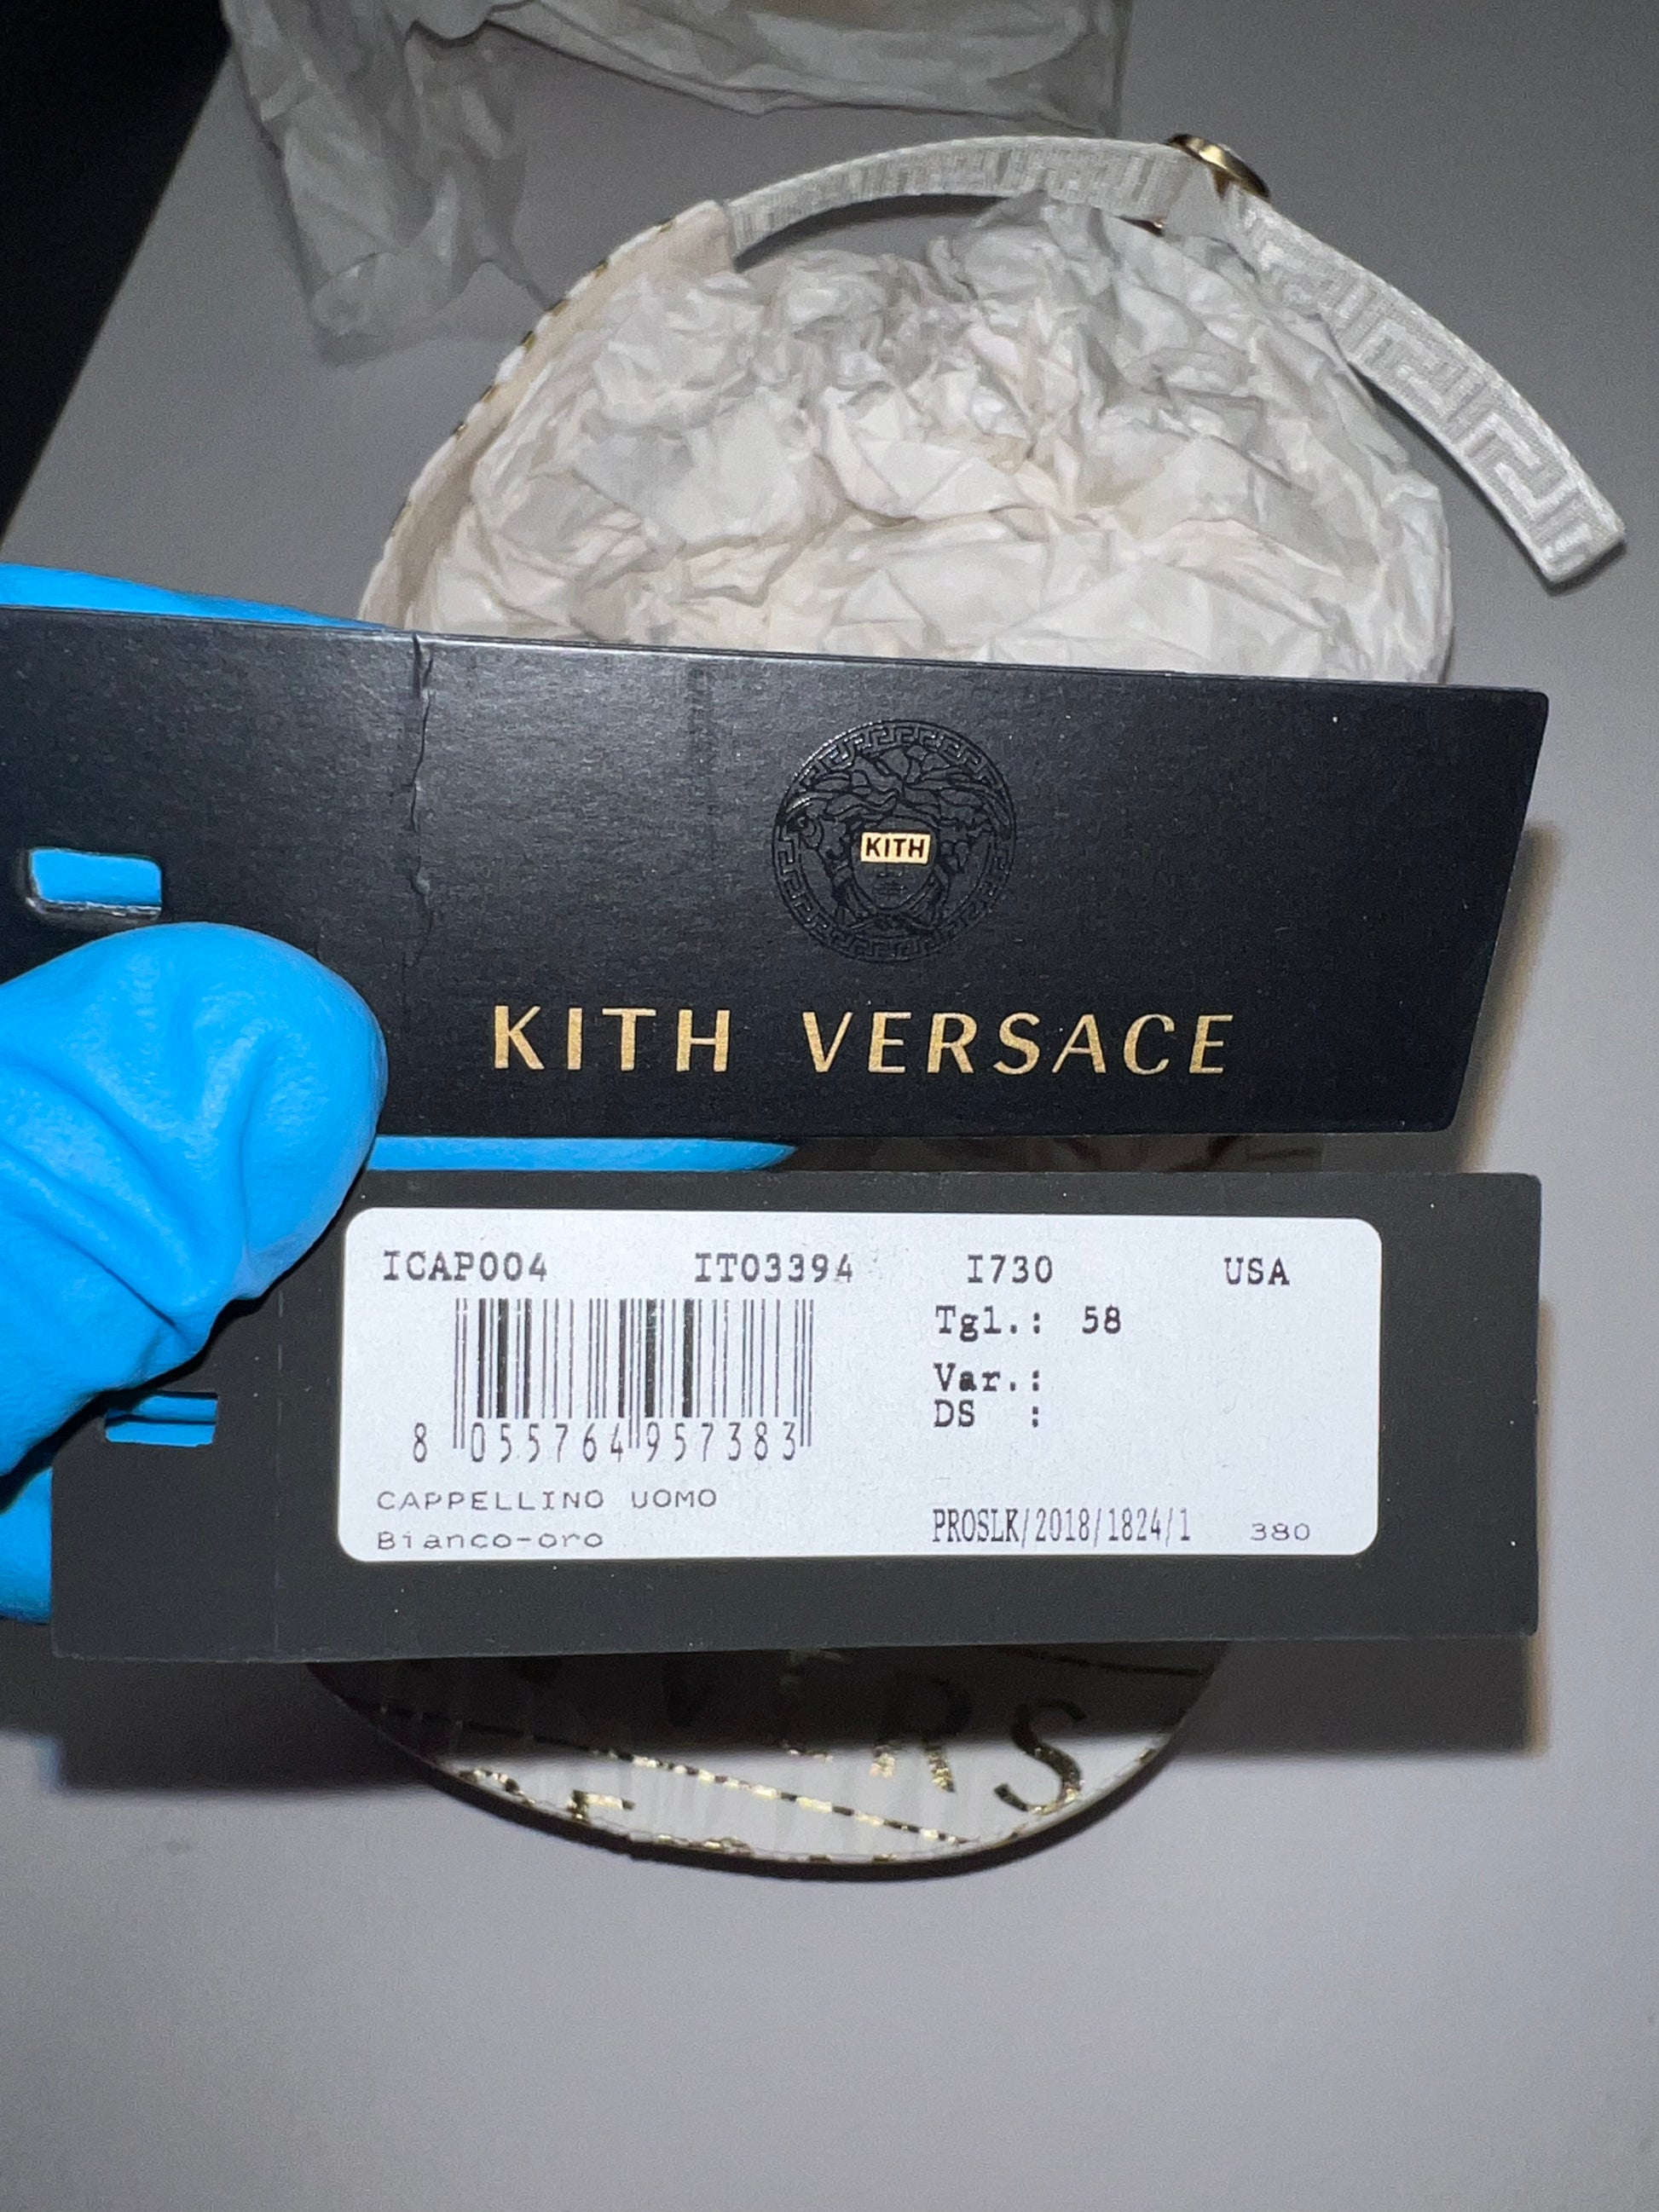 KITH
KITH VERSACE
ICAP004 IT03394 I730 USA
Tgl.: 58
Var.:
DS :
8 055764 957383
CAPPELLINO UOMO
Bianco-oro
PROSLK/2018/1824/1 380